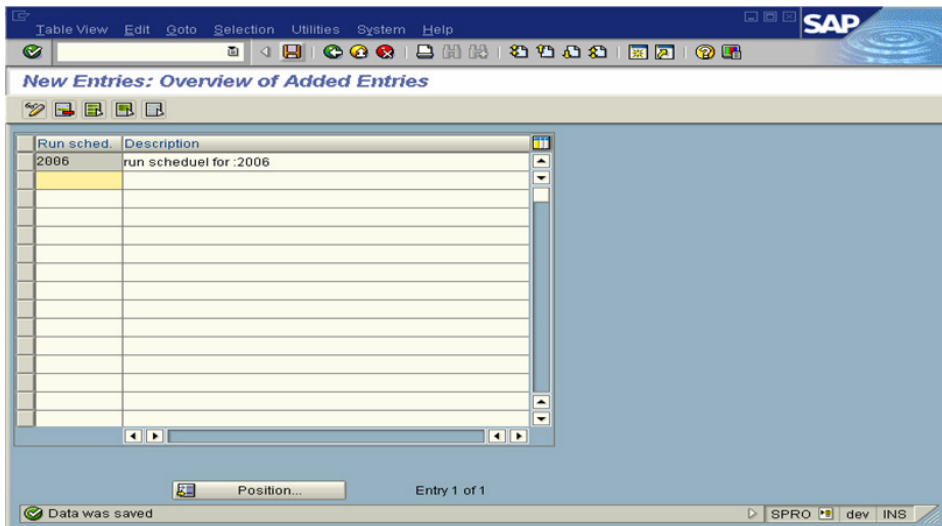 Table View Edit Goto Selection Utilities System Help
SAP
New Entries: Overview of Added Entries
Run sched. Description
2006 run scheduel for :2006
Position... Entry 1 of 1
Data was saved SPRO dev INS